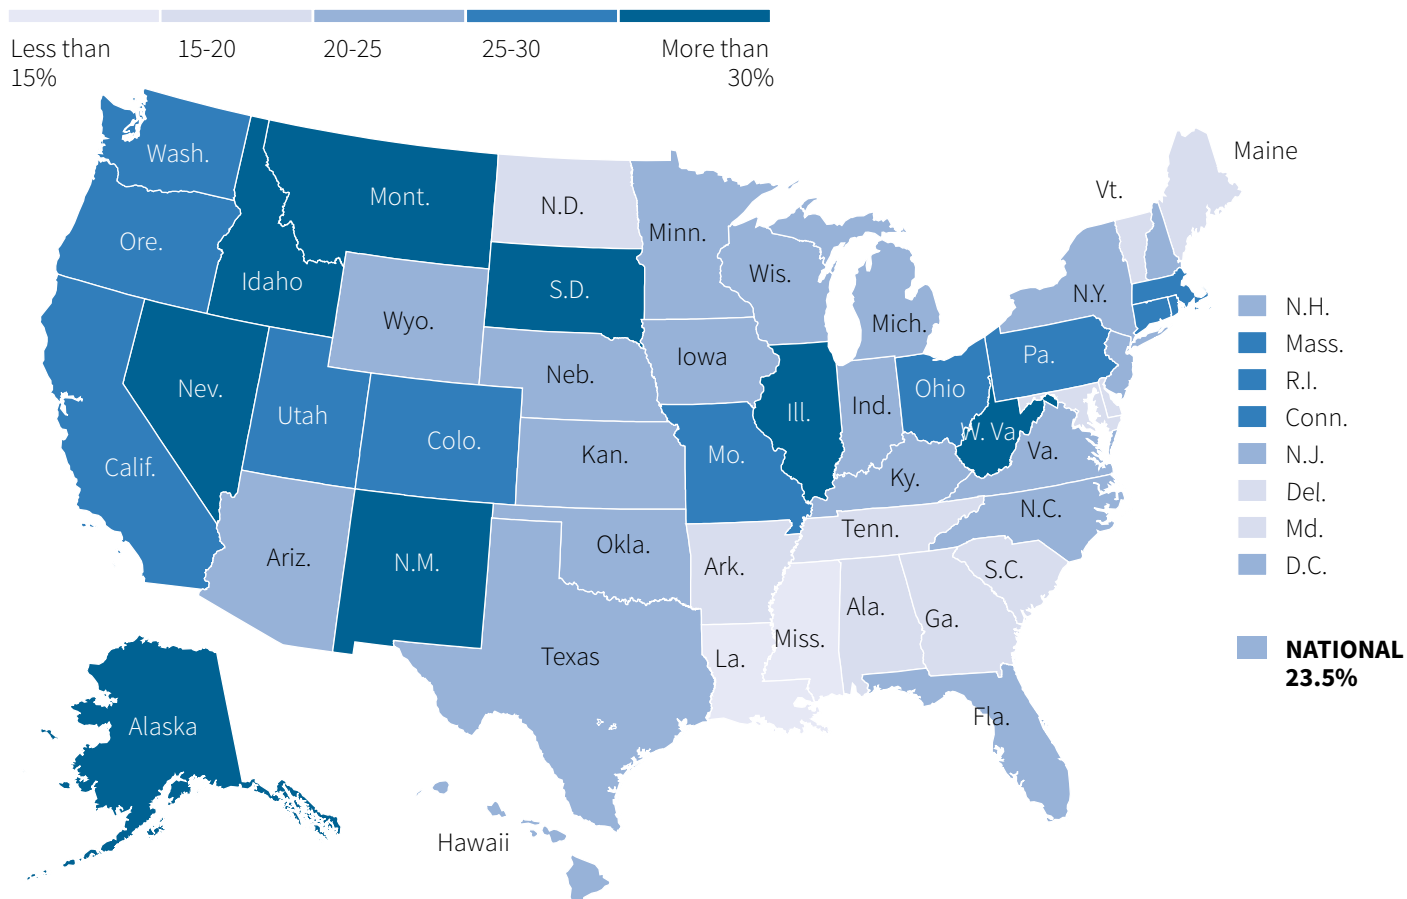 Less than
15%
15-20
20-25
25-30
More than
30%
Wash.
Mont.
N.D.
Minn.
Vt.
Maine
Ore.
Idaho
S.D.
Wis.
Mich.
N.Y.
Wyo.
N.H.
Mass.
R.I.
Conn.
N.J.
Del.
Md.
D.C.
Nev.
Utah
Colo.
Neb.
Iowa
Ill.
Ind.
Ohio
Pa.
Calif.
Kan.
Mo.
Ky.
W. Va.
Va.
Ariz.
N.M.
Okla.
Ark.
Tenn.
N.C.
S.C.
Texas
La.
Miss.
Ala.
Ga.
Fla.
Alaska
Hawaii
NATIONAL
23.5%